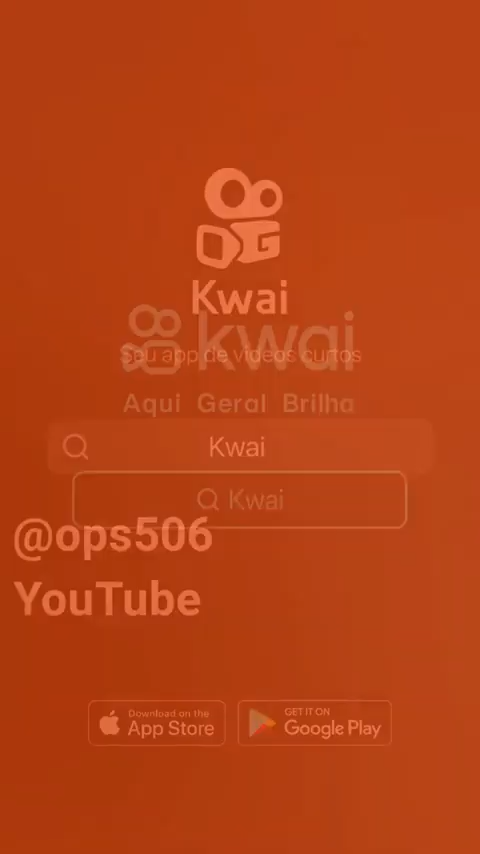 Kwai
kwai
Seu app de vídeos curtos
Aqui Geral Brilha
Kwai
Kwai
@ops506
YouTube
Download on the
App Store
GET IT ON
Google Play